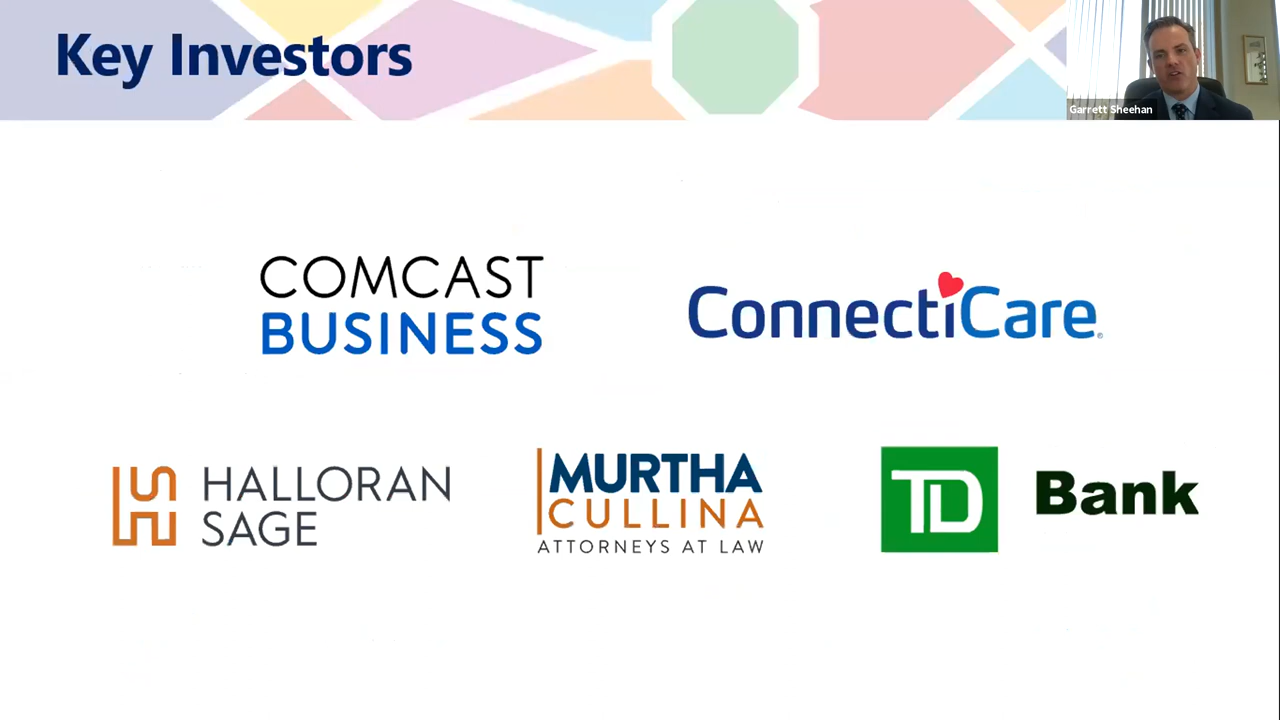 Key Investors
Garrett Sheehan
COMCAST
BUSINESS
ConnectiCare®
HALLORAN
SAGE
MURTHA
CULLINA
ATTORNEYS AT LAW
TD Bank